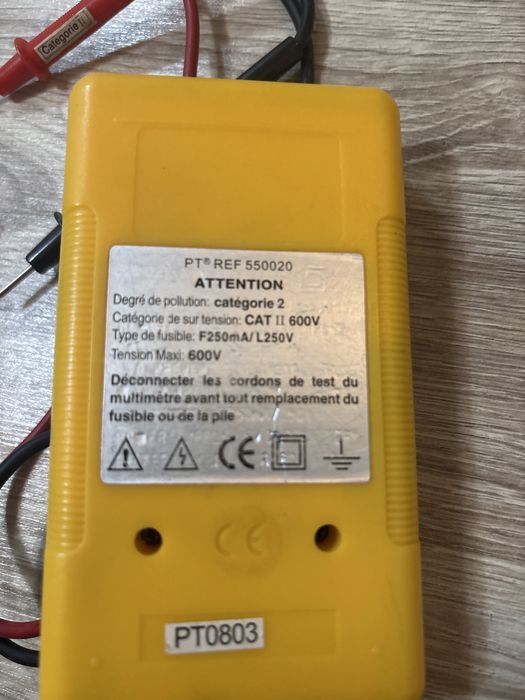 Categorie II
PT® REF 550020
ATTENTION
Degré de pollution: catégorie 2
Catégorie de sur tension: CAT II 600V
Type de fusible: F250mA/L250V
Tension Maxi: 600V
Déconnecter les cordons de test du
multimètre avant tout remplacement du
fusible ou de la pile
CE
CE
PT0803